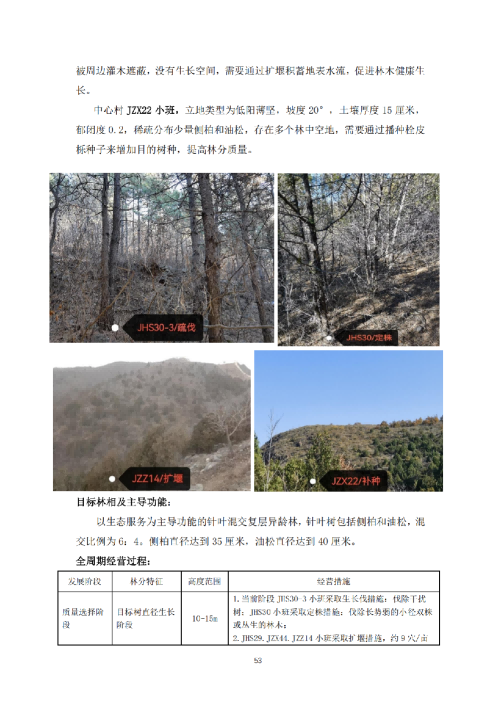 被周边灌木遮蔽，没有生长空间，需要通过扩堰积蓄地表水流，促进林木健康生
长。
中心村 JZX22 小班，立地类型为低阳薄坚，坡度 20°，土壤厚度 15 厘米，
郁闭度 0.2，稀疏分布少量侧柏和油松，存在多个林中空地，需要通过播种栓皮
栎种子来增加目的树种，提高林分质量。
JHS30-3/疏伐
JHS30/定株
JZZ14/扩堰
JZX22/补种
目标林相及主导功能：
以生态服务为主导功能的针叶混交复层异龄林，针叶树包括侧柏和油松，混
交比例为 6：4。侧柏直径达到 35 厘米，油松直径达到 40 厘米。
全周期经营过程：
发展阶段 林分特征 高度范围 经营措施
质量选择阶段 目标树直径生长阶段 10-15m
1.当前阶段 JHS30-3 小班采取生长伐措施：伐除干扰
树；JHS30 小班采取定株措施：伐除长势弱的小径双株
或丛生的林木；
2.JHS29、JZX44、JZZ14 小班采取扩堰措施，约 9 穴/亩
53